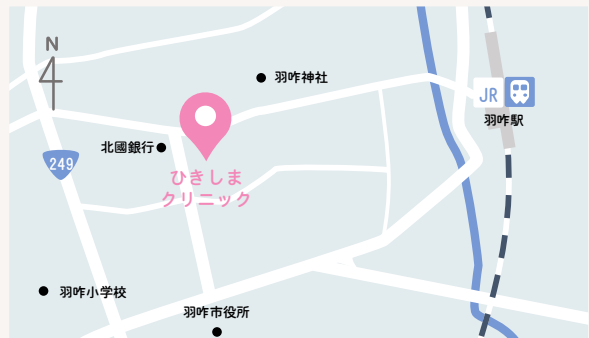 N
羽咋神社
JR
羽咋駅
北國銀行
249
ひきしま
クリニック
羽咋小学校
羽咋市役所